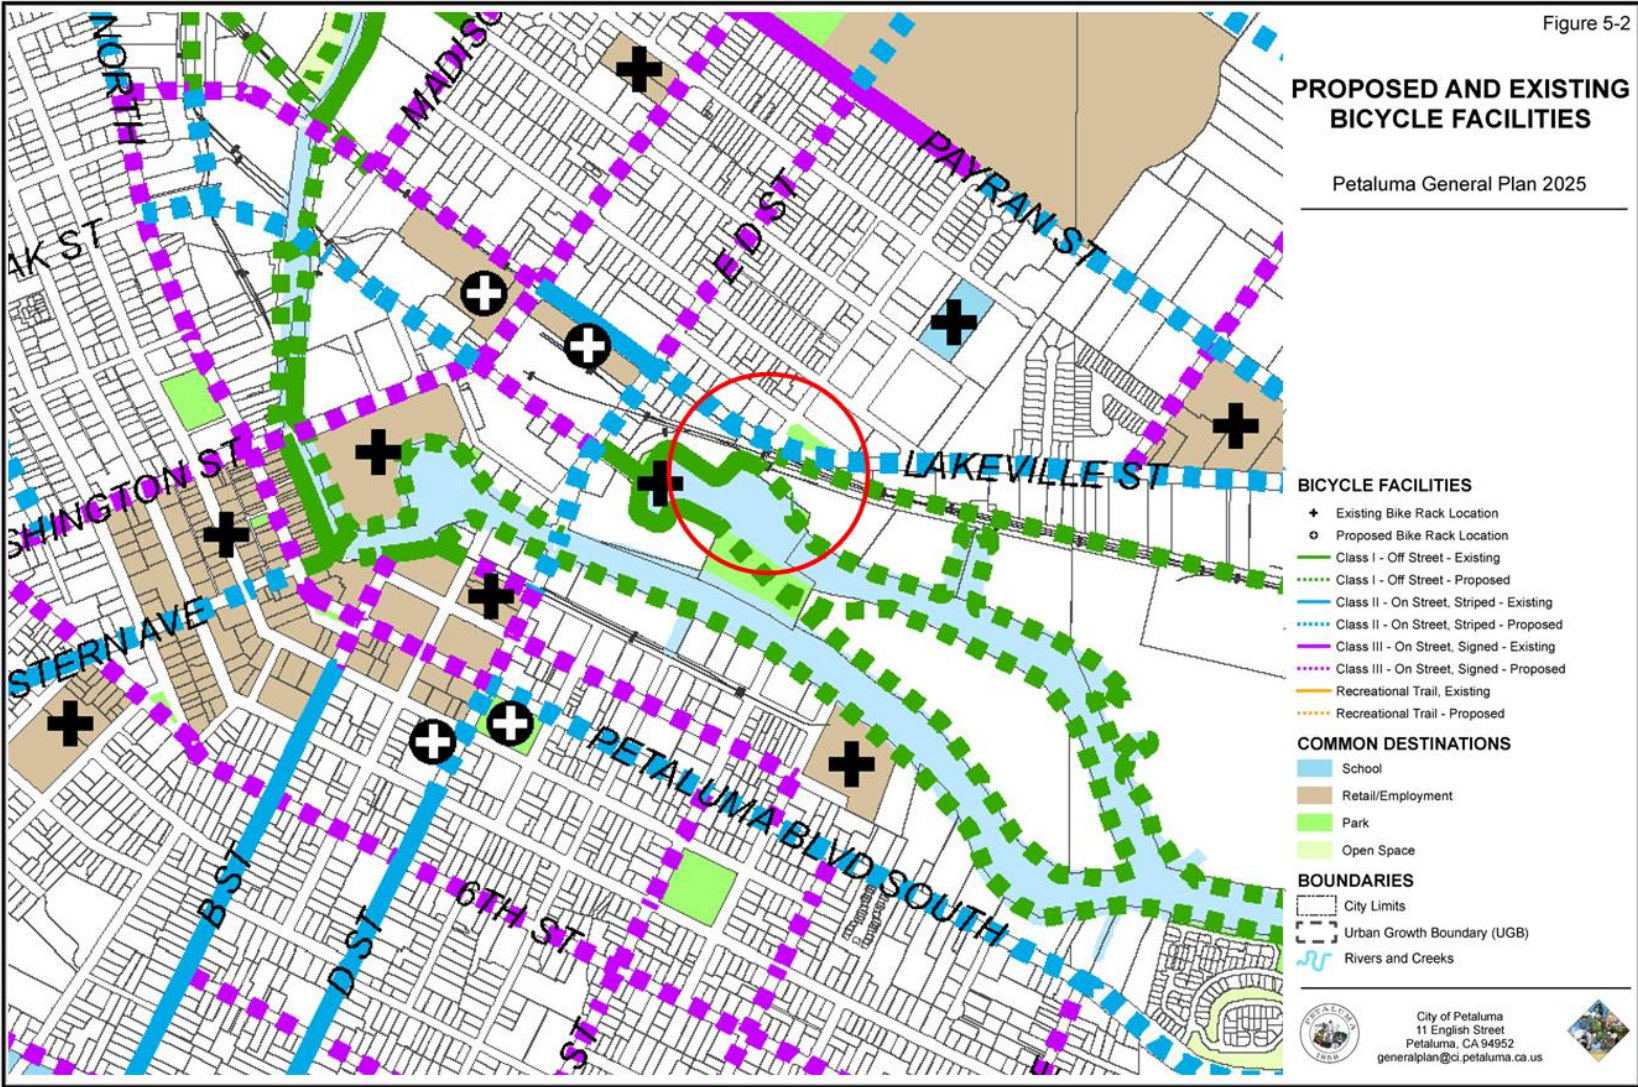 Figure 5-2
PROPOSED AND EXISTING
BICYCLE FACILITIES
Petaluma General Plan 2025
NORTH
MADISO
PAYRAN ST
E D ST
AK ST
LAKEVILLE ST
SHINGTON ST
STERN AVE
PETALUMA BLVD SOUTH
B ST
D ST
6TH ST
ST
BICYCLE FACILITIES
Existing Bike Rack Location
Proposed Bike Rack Location
Class I - Off Street - Existing
Class I - Off Street - Proposed
Class II - On Street, Striped - Existing
Class II - On Street, Striped - Proposed
Class III - On Street, Signed - Existing
Class III - On Street, Signed - Proposed
Recreational Trail, Existing
Recreational Trail - Proposed
COMMON DESTINATIONS
School
Retail/Employment
Park
Open Space
BOUNDARIES
City Limits
Urban Growth Boundary (UGB)
Rivers and Creeks
PETALUMA
1858
City of Petaluma
11 English Street
Petaluma, CA 94952
generalplan@ci.petaluma.ca.us